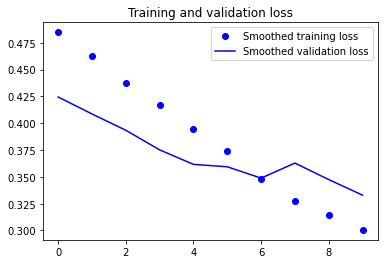 Training and validation loss
Smoothed training loss
Smoothed validation loss
0.475
0.450
0.425
0.400
0.375
0.350
0.325
0.300
0 2 4 6 8